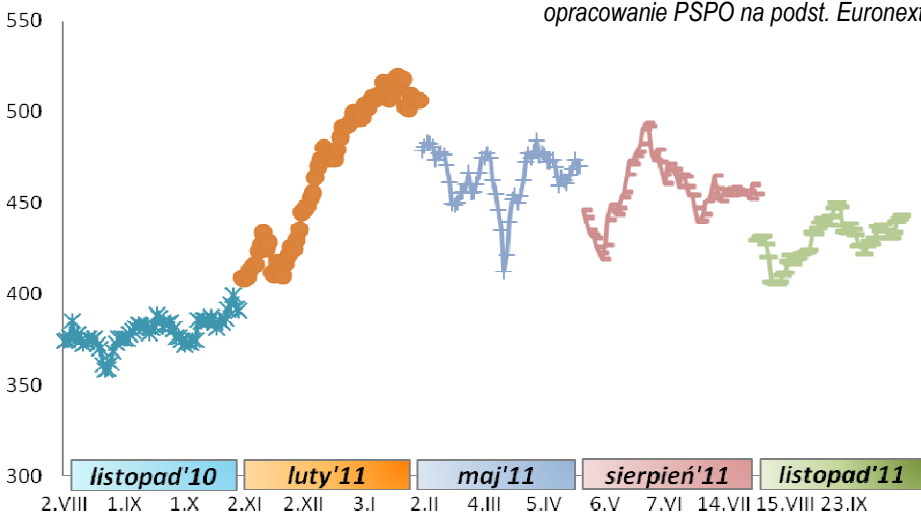 opracowanie PSPO na podst. Euronext
550
500
450
400
350
300
listopad'10 luty'11 maj'11 sierpień'11 listopad'11
2.VIII 1.IX 1.X 2.XI 2.XII 3.I 2.II 4.III 5.IV 6.V 7.VI 14.VII 15.VIII 23.IX